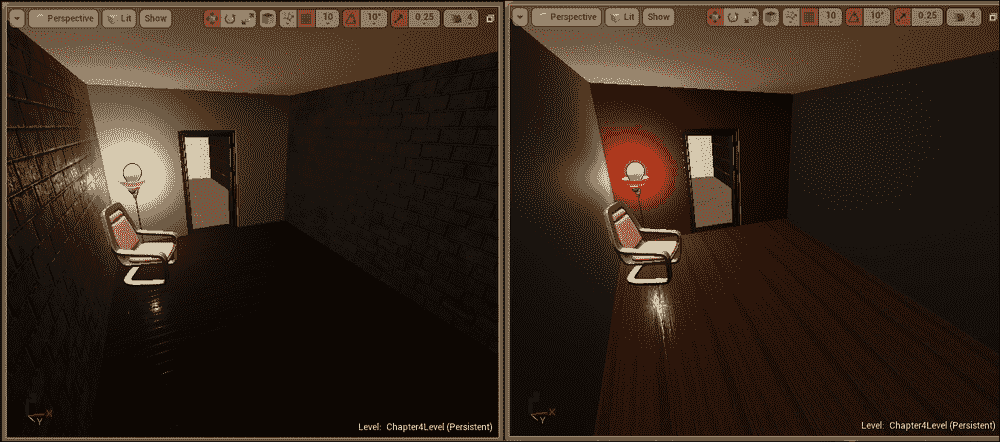 Perspective Lit Show 10 10° 0.25 4
Y X
Level: Chapter4Level (Persistent)
Perspective Lit Show 10 10° 0.25 4
Y X
Level: Chapter4Level (Persistent)